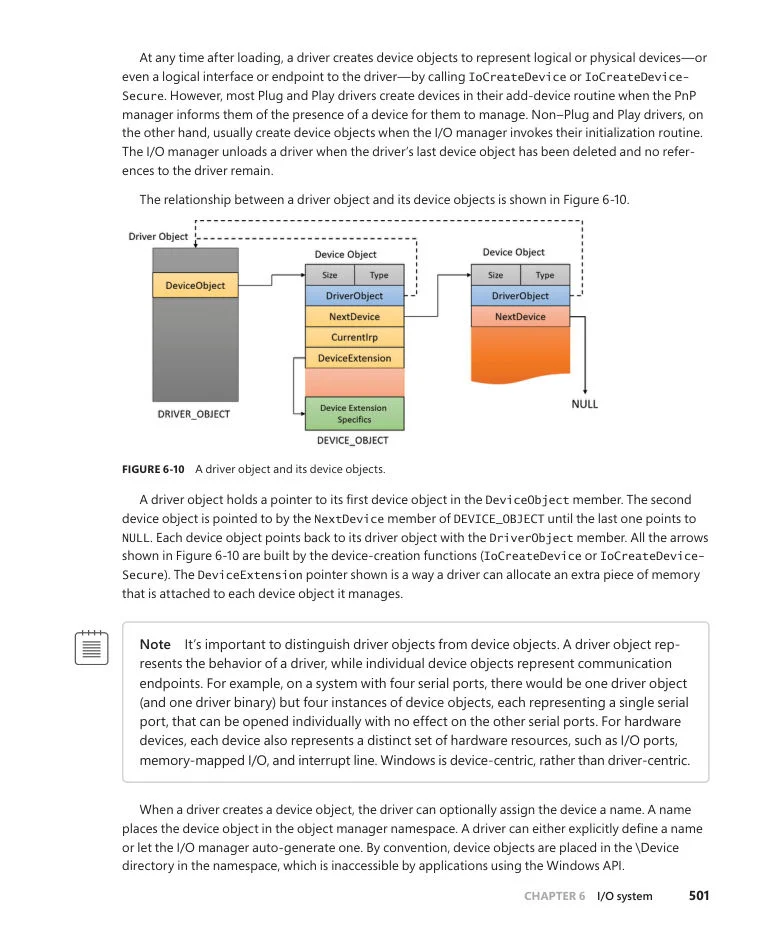 At any time after loading, a driver creates device objects to represent logical or physical devices—or
even a logical interface or endpoint to the driver—by calling IoCreateDevice or IoCreateDevice-
Secure. However, most Plug and Play drivers create devices in their add-device routine when the PnP
manager informs them of the presence of a device for them to manage. Non–Plug and Play drivers, on
the other hand, usually create device objects when the I/O manager invokes their initialization routine.
The I/O manager unloads a driver when the driver's last device object has been deleted and no refer-
ences to the driver remain.
The relationship between a driver object and its device objects is shown in Figure 6-10.
Driver Object
DeviceObject
DRIVER_OBJECT
Device Object
Size Type
DriverObject
NextDevice
CurrentIrp
DeviceExtension
Device Extension
Specifics
DEVICE_OBJECT
Device Object
Size Type
DriverObject
NextDevice
NULL
FIGURE 6-10 A driver object and its device objects.
A driver object holds a pointer to its first device object in the DeviceObject member. The second
device object is pointed to by the NextDevice member of DEVICE_OBJECT until the last one points to
NULL. Each device object points back to its driver object with the DriverObject member. All the arrows
shown in Figure 6-10 are built by the device-creation functions (IoCreateDevice or IoCreateDevice-
Secure). The DeviceExtension pointer shown is a way a driver can allocate an extra piece of memory
that is attached to each device object it manages.
Note It's important to distinguish driver objects from device objects. A driver object rep-
resents the behavior of a driver, while individual device objects represent communication
endpoints. For example, on a system with four serial ports, there would be one driver object
(and one driver binary) but four instances of device objects, each representing a single serial
port, that can be opened individually with no effect on the other serial ports. For hardware
devices, each device also represents a distinct set of hardware resources, such as I/O ports,
memory-mapped I/O, and interrupt line. Windows is device-centric, rather than driver-centric.
When a driver creates a device object, the driver can optionally assign the device a name. A name
places the device object in the object manager namespace. A driver can either explicitly define a name
or let the I/O manager auto-generate one. By convention, device objects are placed in the \Device
directory in the namespace, which is inaccessible by applications using the Windows API.
CHAPTER 6 I/O system 501